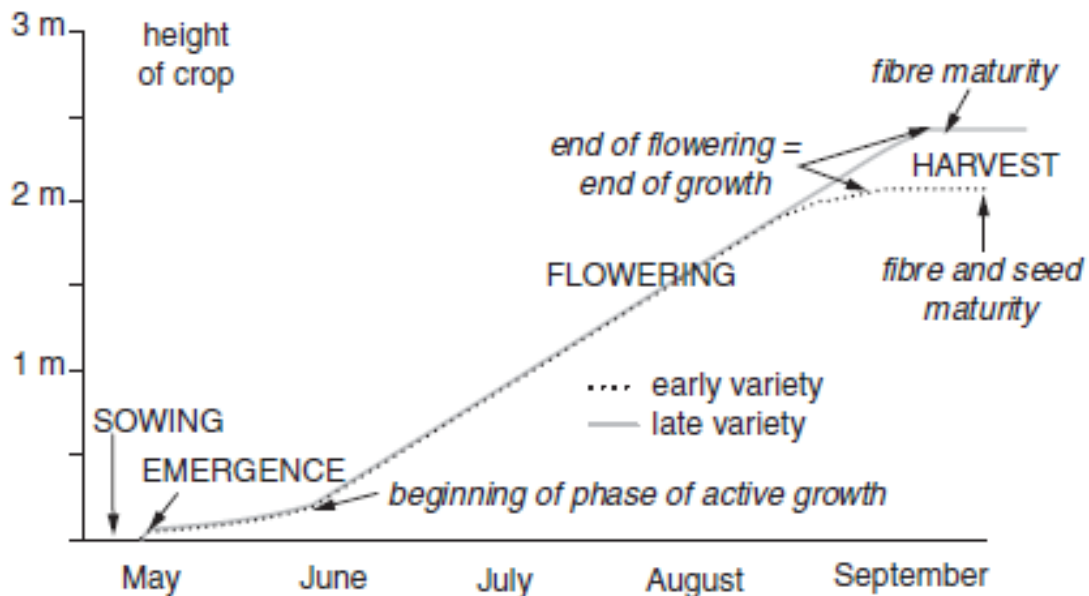 3 m
height
of crop
fibre maturity
end of flowering =
end of growth
HARVEST
2 m
FLOWERING
fibre and seed
maturity
1 m
early variety
late variety
SOWING
EMERGENCE
beginning of phase of active growth
May
June
July
August
September